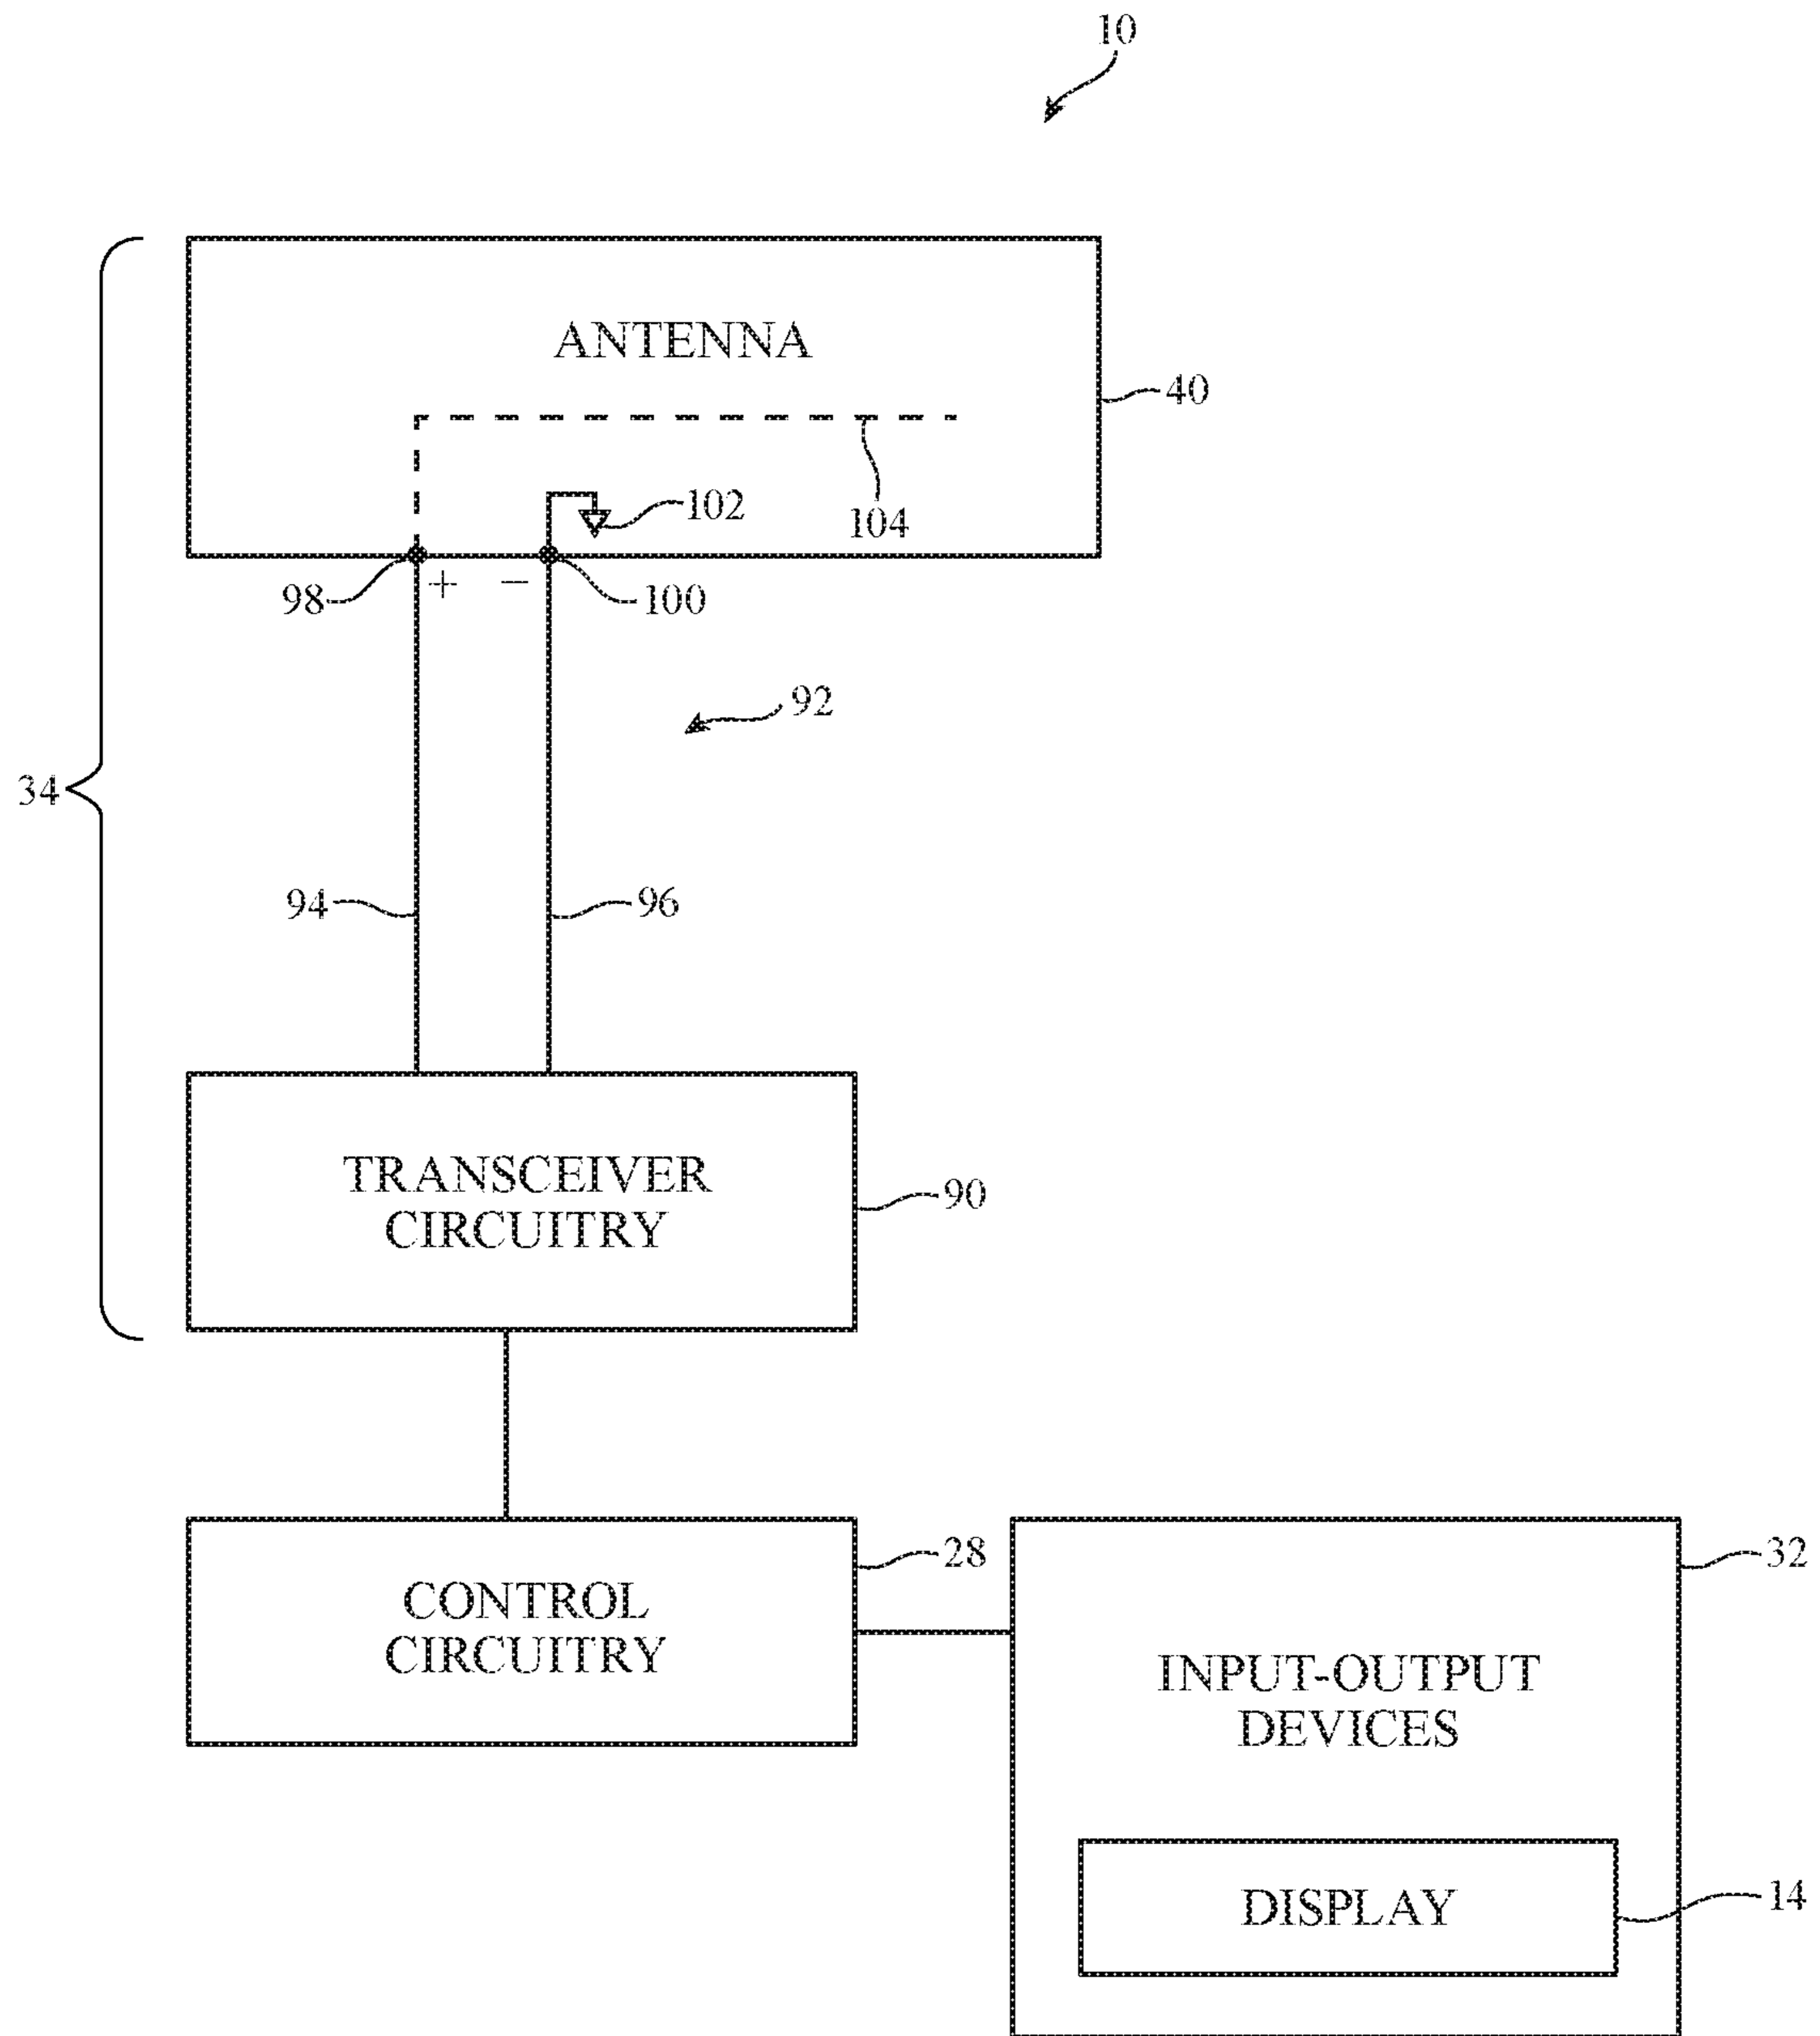 10
ANTENNA
40
102
104
98
+
−
100
92
34
94
96
TRANSCEIVER
CIRCUITRY
90
28
32
CONTROL
CIRCUITRY
INPUT-OUTPUT
DEVICES
DISPLAY
14